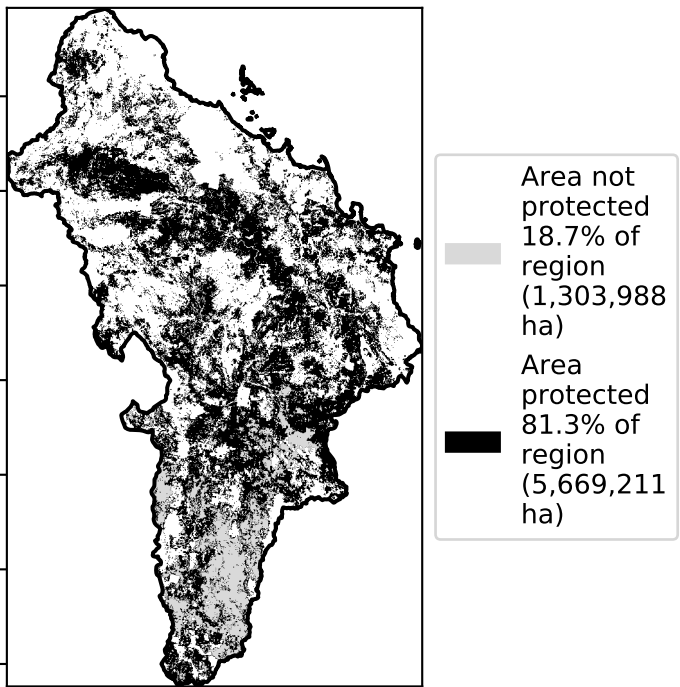 Area not
protected
18.7% of
region
(1,303,988
ha)
Area
protected
81.3% of
region
(5,669,211
ha)